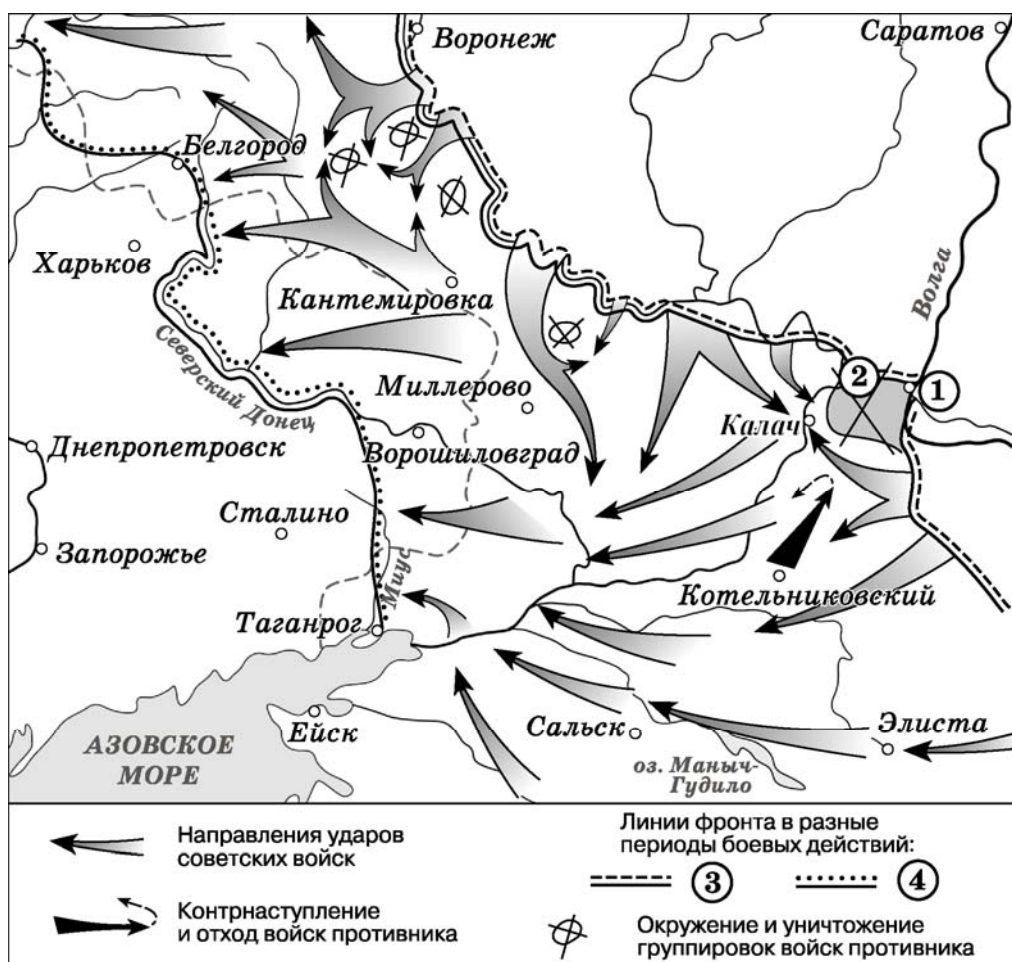 Воронеж
Саратов
Белгород
Волга
Харьков
Кантемировка
Северский Донец
Миллерово
2
1
Калач
Днепропетровск
Ворошиловград
Сталино
Запорожье
Миус
Котельниковский
Таганрог
Ейск
Сальск
Элиста
АЗОВСКОЕ
МОРЕ
оз. Маныч-
Гудило
Направления ударов
советских войск
Контрнаступление
и отход войск противника
Линии фронта в разные
периоды боевых действий:
3
4
Окружение и уничтожение
группировок войск противника